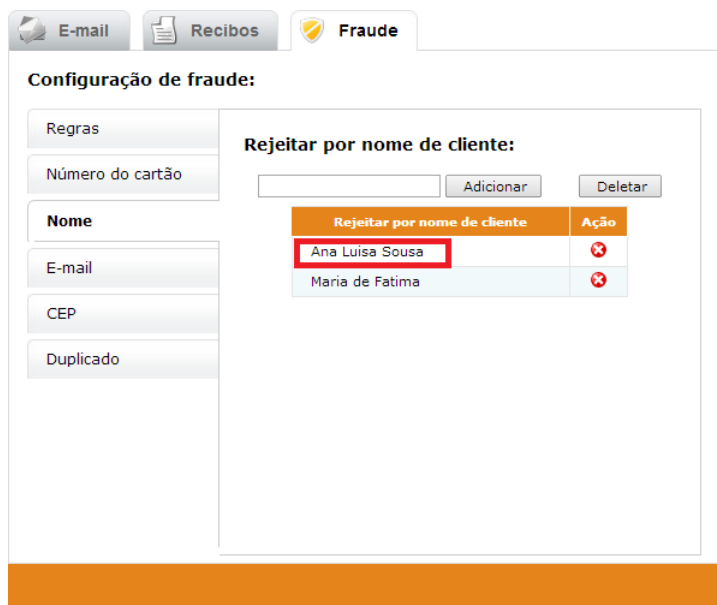 E-mail Recibos Fraude
Configuração de fraude:
Regras
Número do cartão
Nome
E-mail
CEP
Duplicado
Rejeitar por nome de cliente:
Adicionar Deletar
Rejeitar por nome de cliente Ação
Ana Luisa Sousa
Maria de Fatima